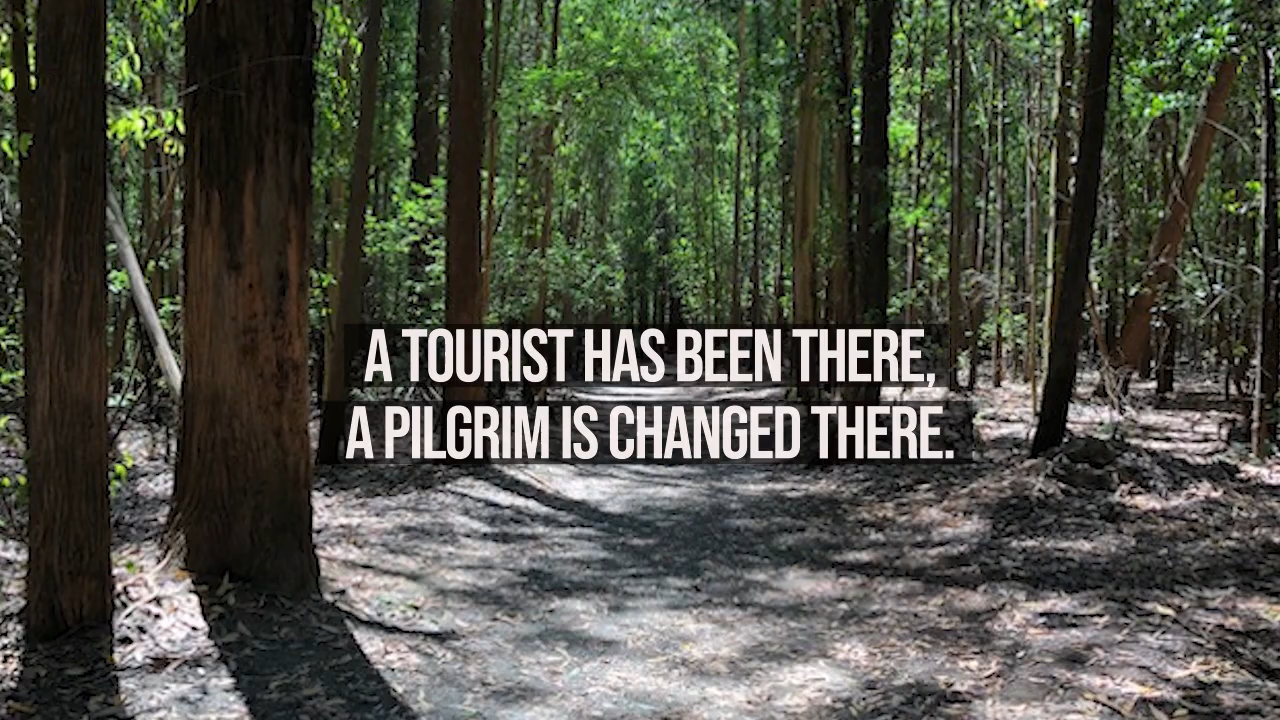 A TOURIST HAS BEEN THERE,
A PILGRIM IS CHANGED THERE.